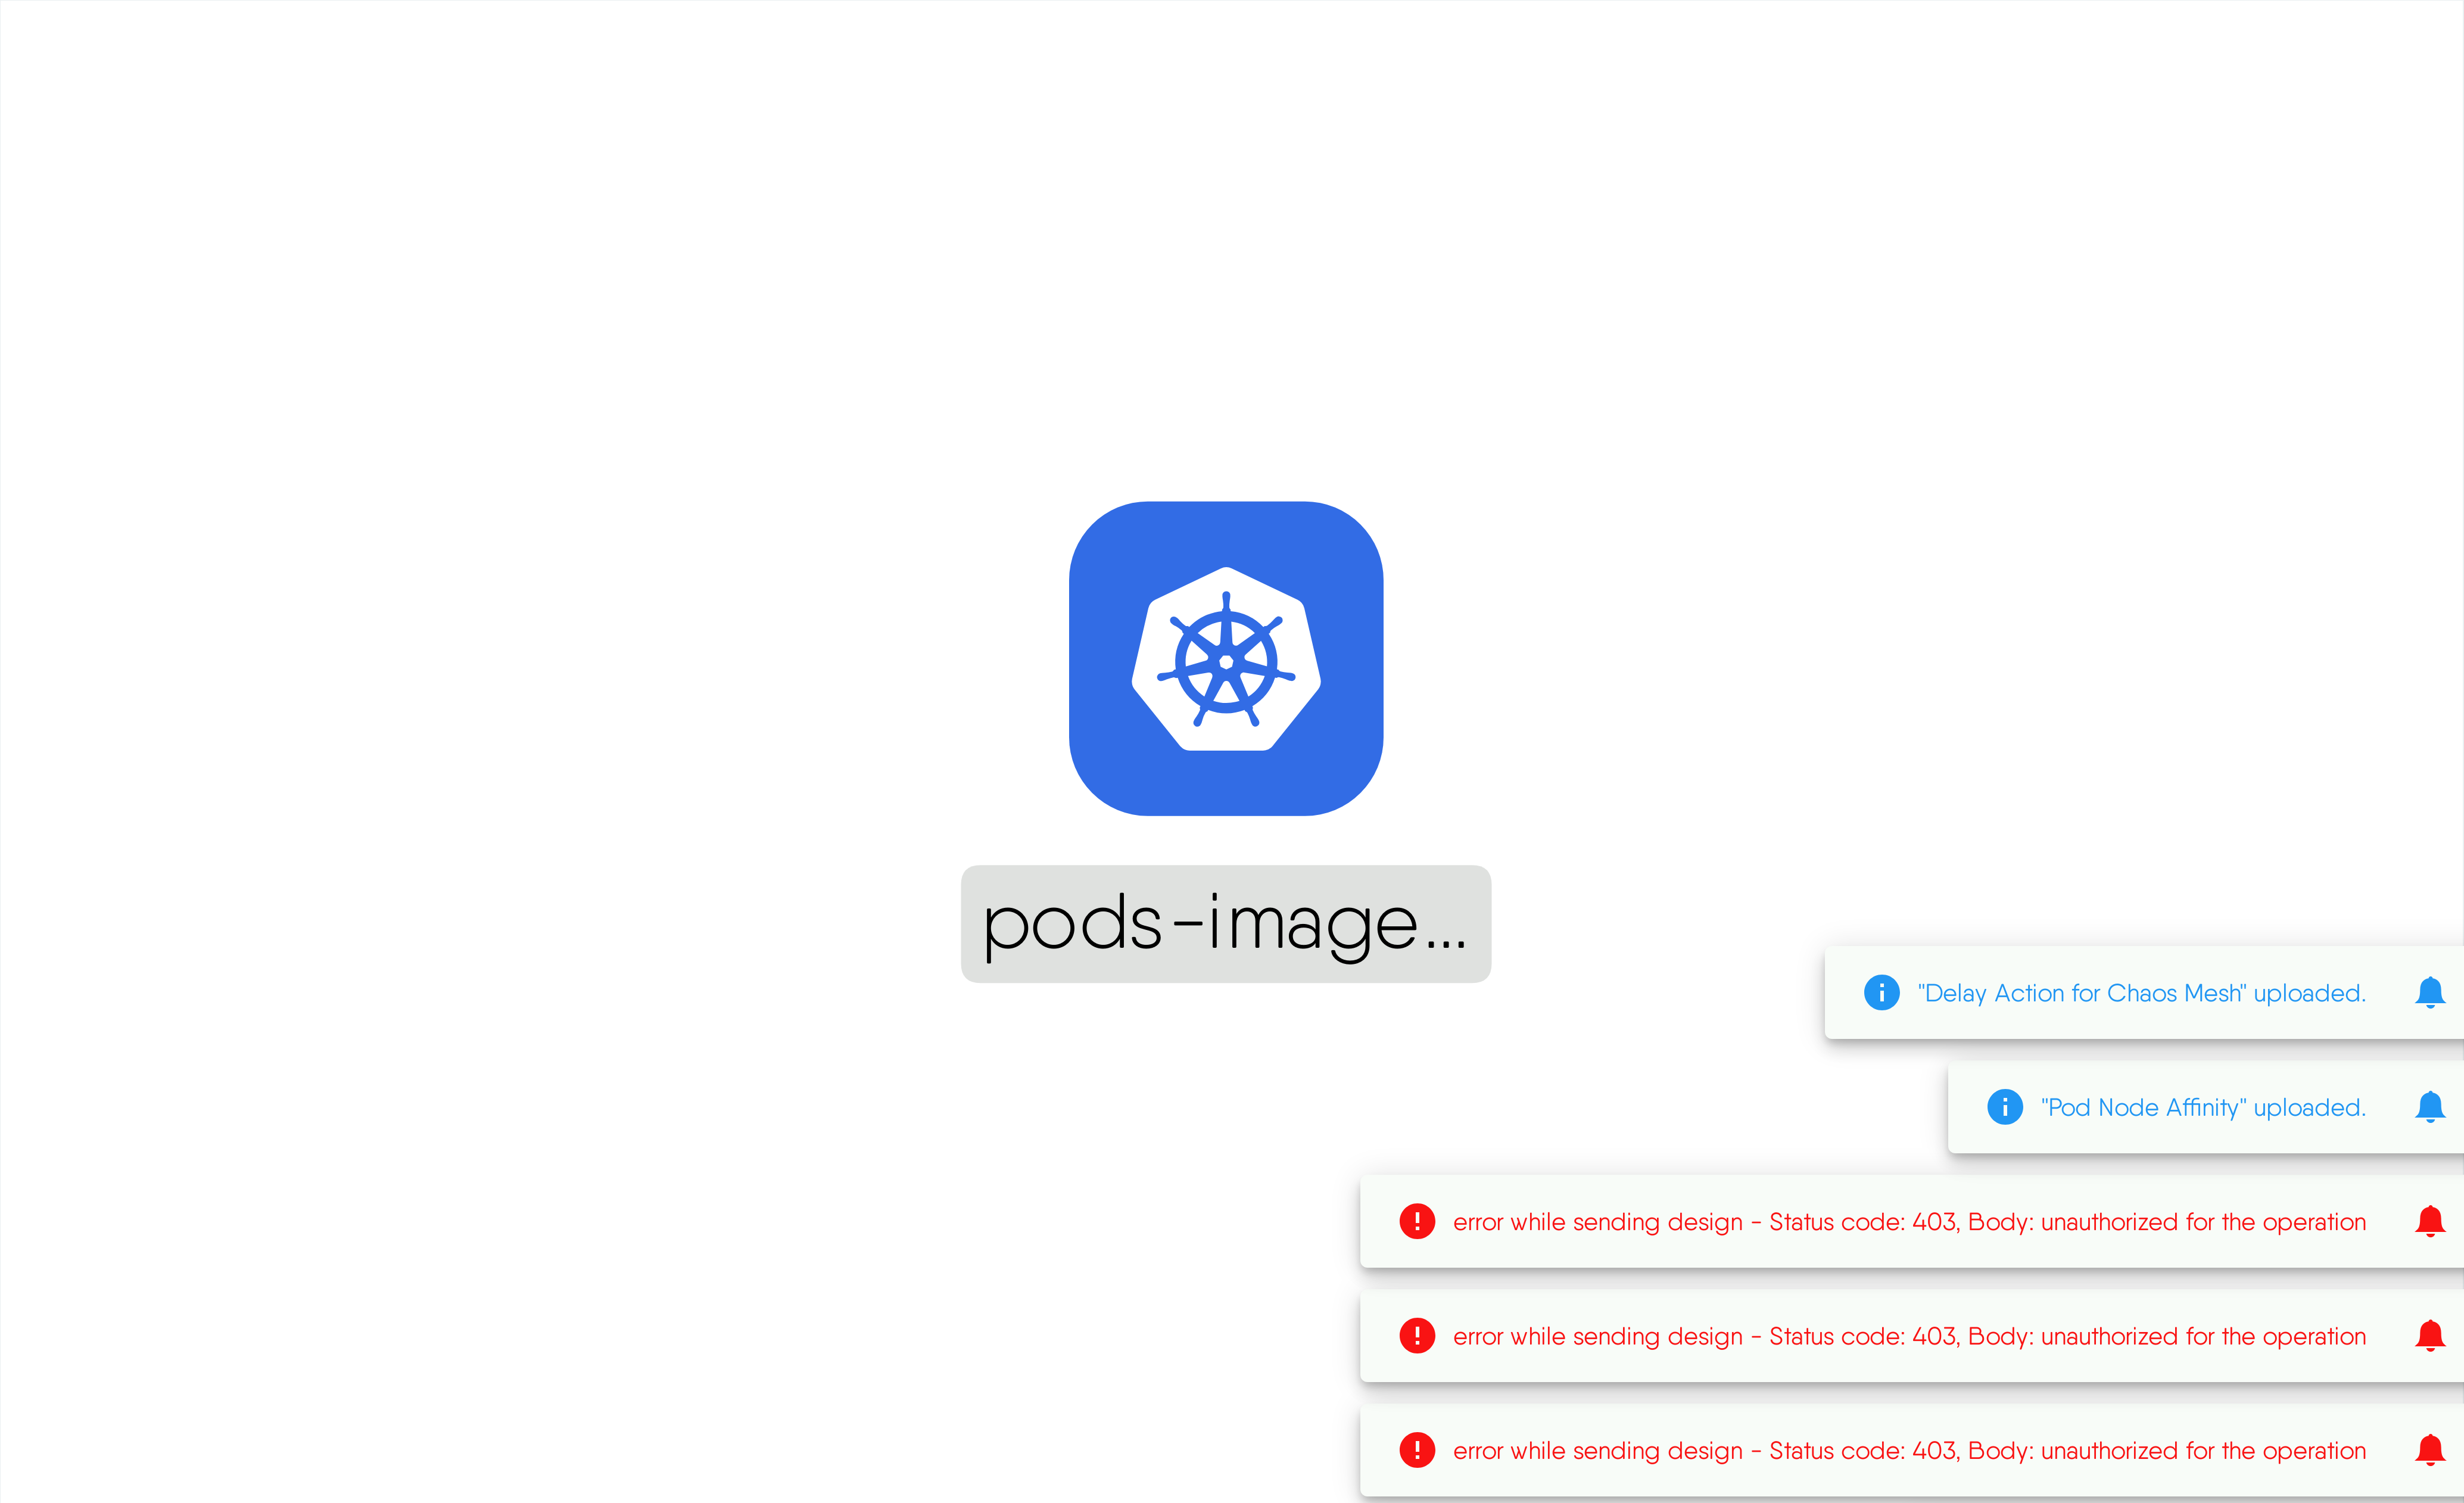 pods-image...
"Delay Action for Chaos Mesh" uploaded.
"Pod Node Affinity" uploaded.
error while sending design - Status code: 403, Body: unauthorized for the operation
error while sending design - Status code: 403, Body: unauthorized for the operation
error while sending design - Status code: 403, Body: unauthorized for the operation